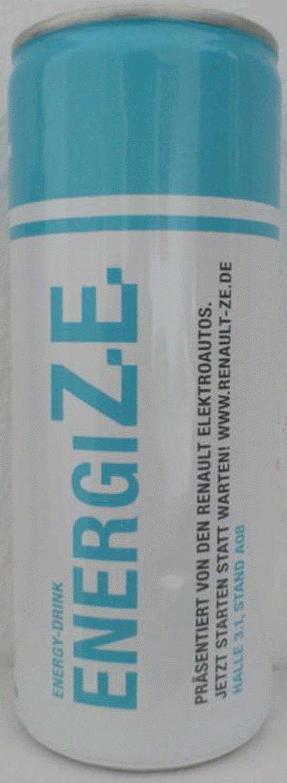 ENERGY-DRINK
ENERGIZ.E.
PRÄSENTIERT VON DEN RENAULT ELEKTROAUTOS.
JETZT STARTEN STATT WARTEN! WWW.RENAULT-ZE.DE
HALLE 3.1, STAND A08